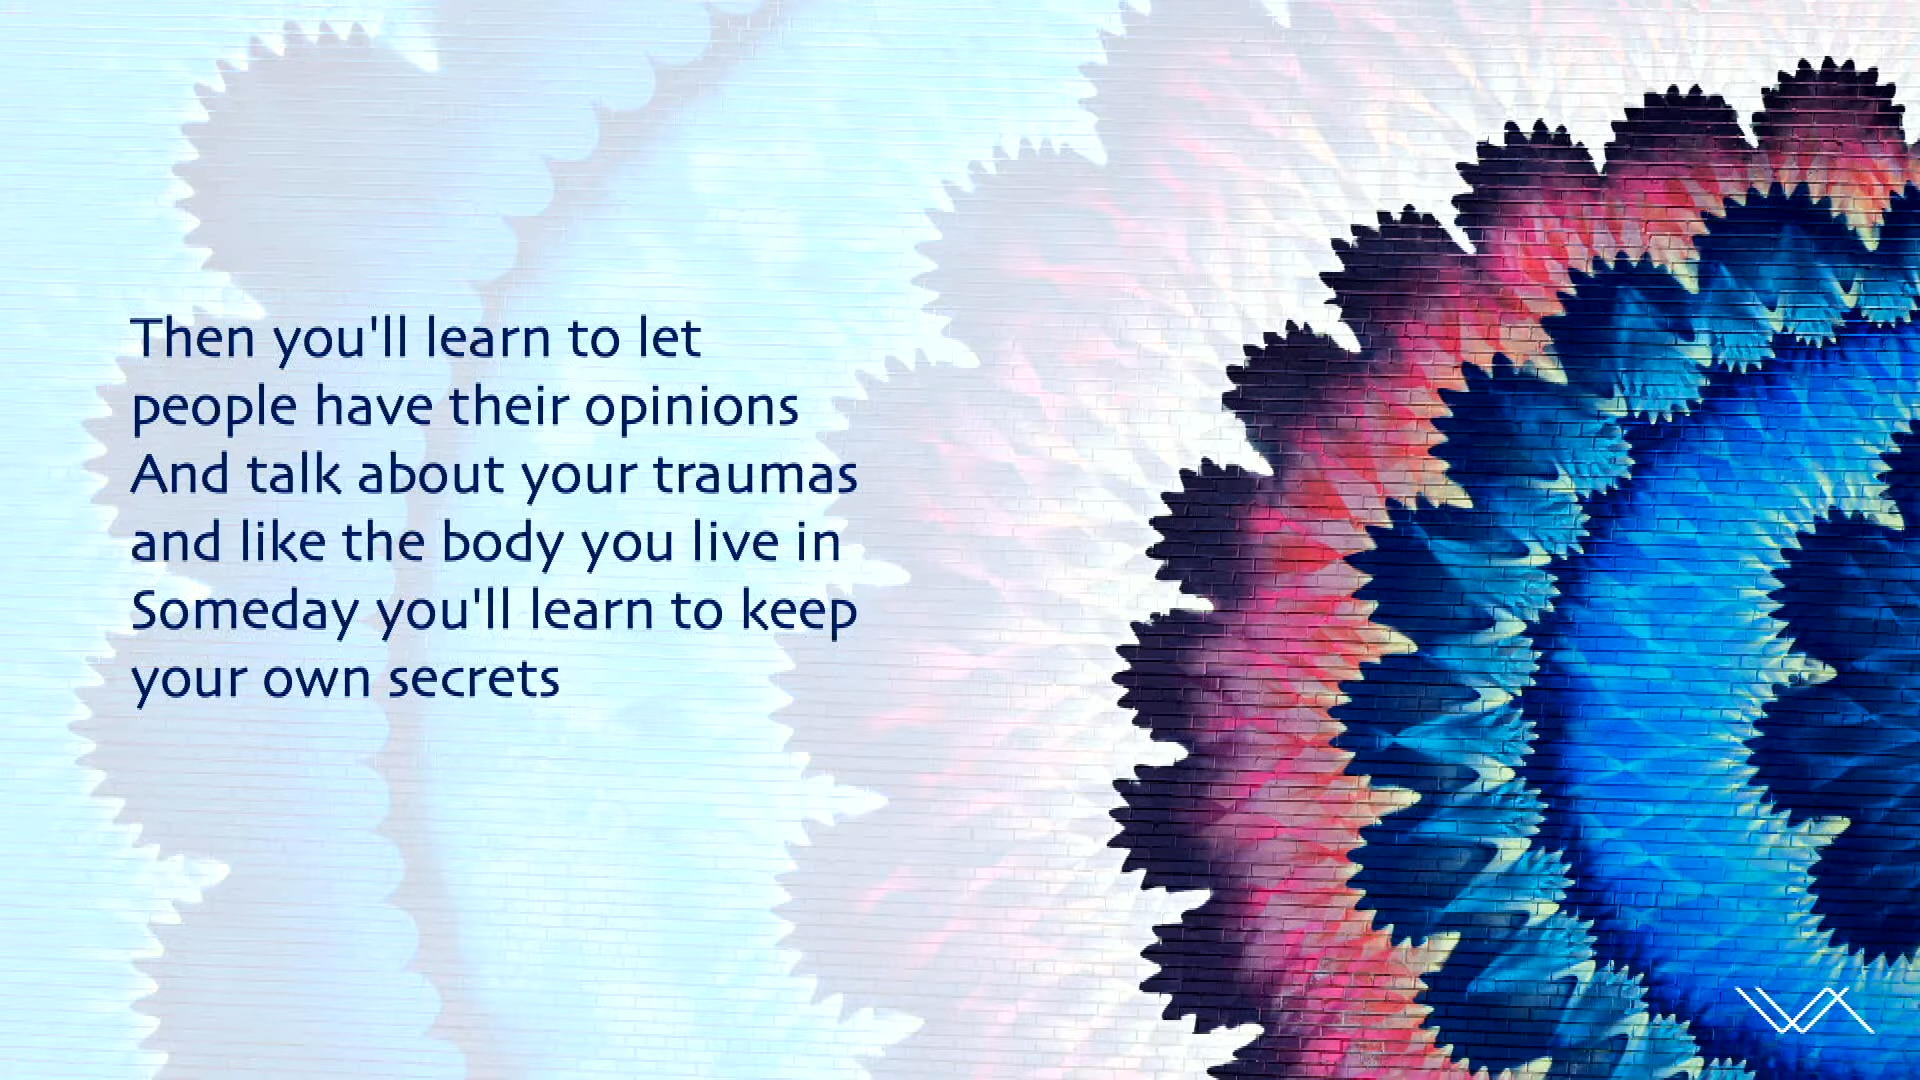 Then you'll learn to let
people have their opinions
And talk about your traumas
and like the body you live in
Someday you'll learn to keep
your own secrets